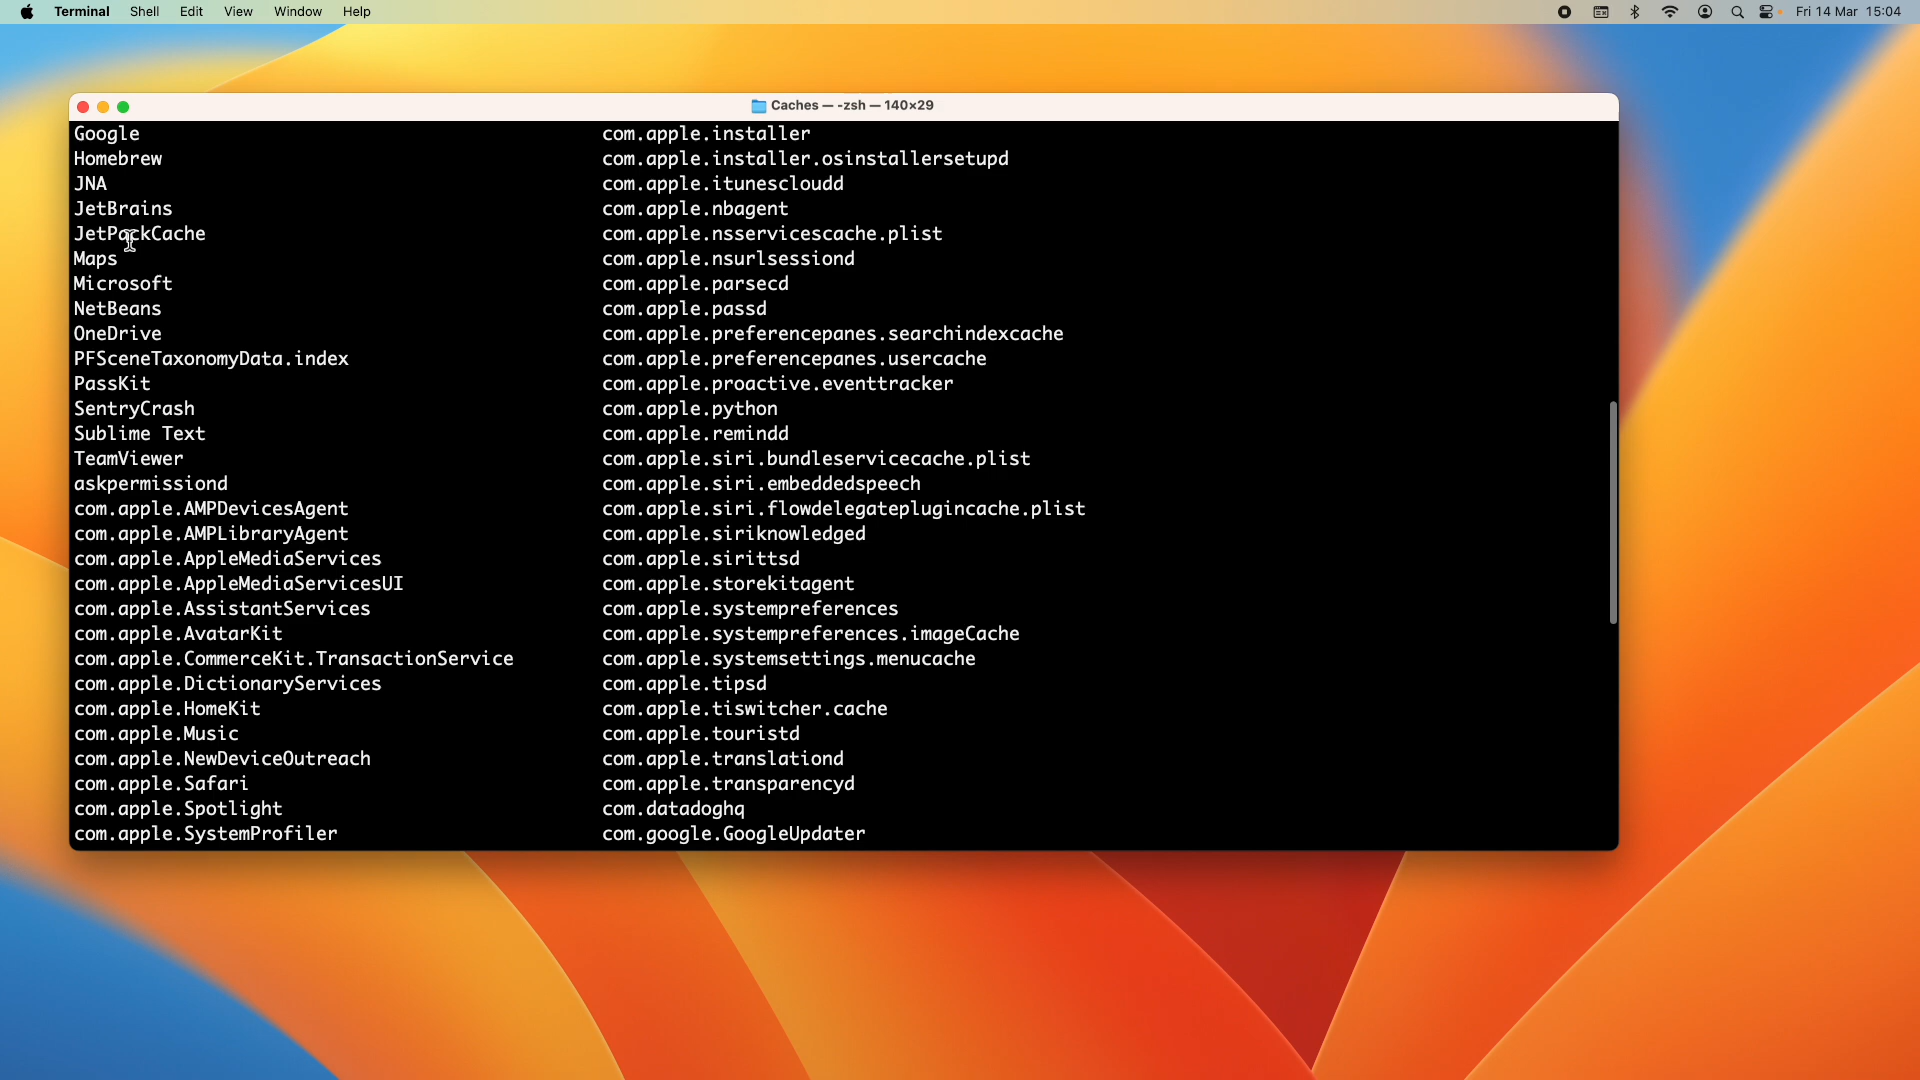 Terminal Shell Edit View Window Help Fri 14 Mar 15:04
Caches — -zsh — 140×29
Google com.apple.installer
Homebrew com.apple.installer.osinstallersetupd
JNA com.apple.itunescloudd
JetBrains com.apple.nbagent
JetPackCache com.apple.nsservicescache.plist
Maps com.apple.nsurlsessiond
Microsoft com.apple.parsecd
NetBeans com.apple.passd
OneDrive com.apple.preferencepanes.searchindexcache
PFSceneTaxonomyData.index com.apple.preferencepanes.usercache
PassKit com.apple.proactive.eventtracker
SentryCrash com.apple.python
Sublime Text com.apple.remindd
TeamViewer com.apple.siri.bundleservicecache.plist
askpermissiond com.apple.siri.embeddedspeech
com.apple.AMPDevicesAgent com.apple.siri.flowdelegateplugincache.plist
com.apple.AMPLibraryAgent com.apple.siriknowledged
com.apple.AppleMediaServices com.apple.sirittsd
com.apple.AppleMediaServicesUI com.apple.storekitagent
com.apple.AssistantServices com.apple.systempreferences
com.apple.AvatarKit com.apple.systempreferences.imageCache
com.apple.CommerceKit.TransactionService com.apple.systemsettings.menucache
com.apple.DictionaryServices com.apple.tipsd
com.apple.HomeKit com.apple.tiswitcher.cache
com.apple.Music com.apple.touristd
com.apple.NewDeviceOutreach com.apple.translationd
com.apple.Safari com.apple.transparencyd
com.apple.Spotlight com.datadoghq
com.apple.SystemProfiler com.google.GoogleUpdater